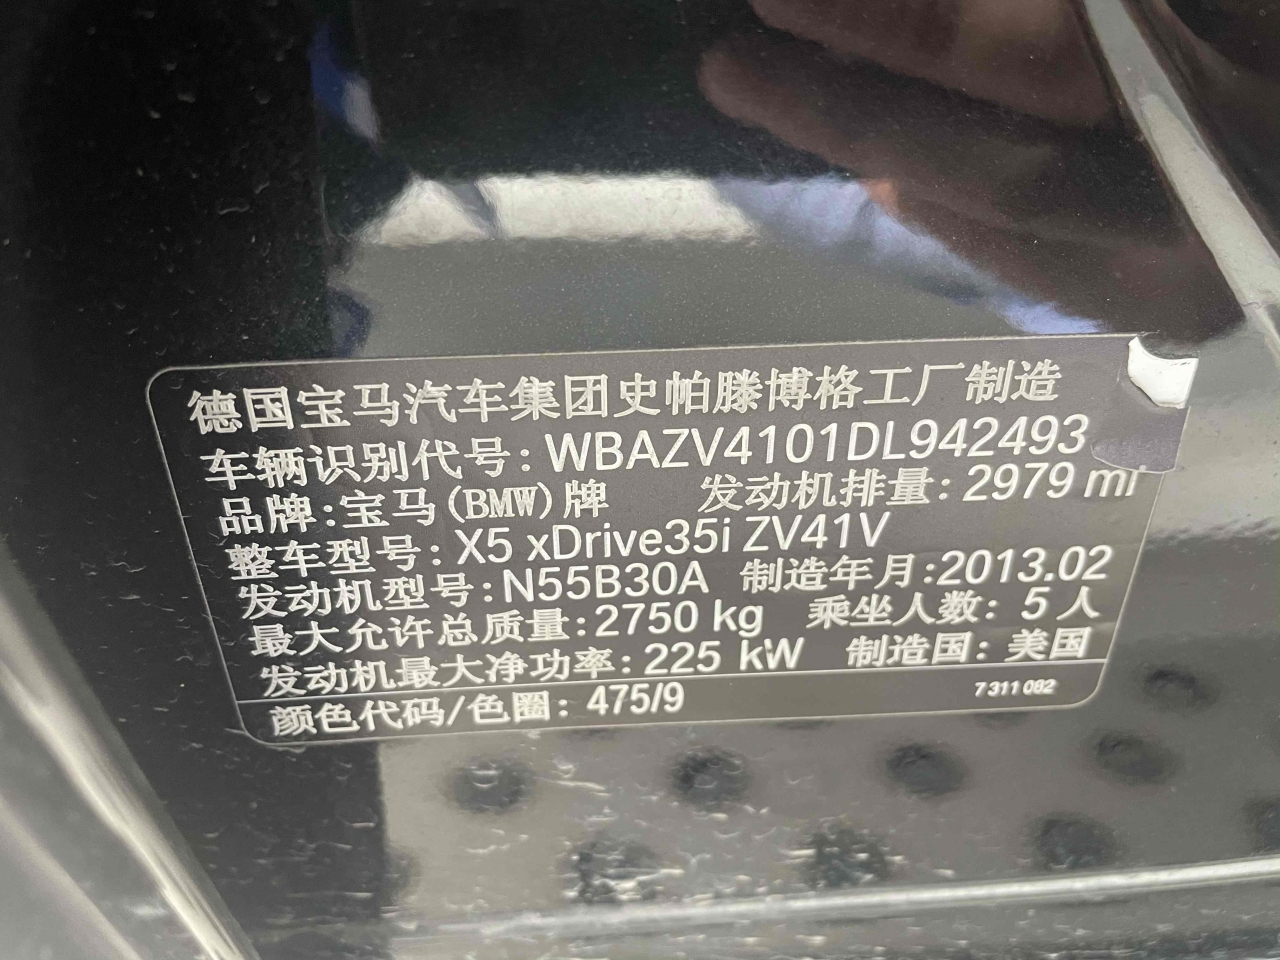 德国宝马汽车集团史帕滕博格工厂制造
车辆识别代号: WBAZV4101DL942493
品牌:宝马(BMW)牌 发动机排量: 2979 ml
整车型号: X5 xDrive35i ZV41V
发动机型号: N55B30A 制造年月:2013.02
最大允许总质量:2750 kg 乘坐人数: 5 人
发动机最大净功率: 225 kW 制造国: 美国
颜色代码/色圈: 475/9 7311082